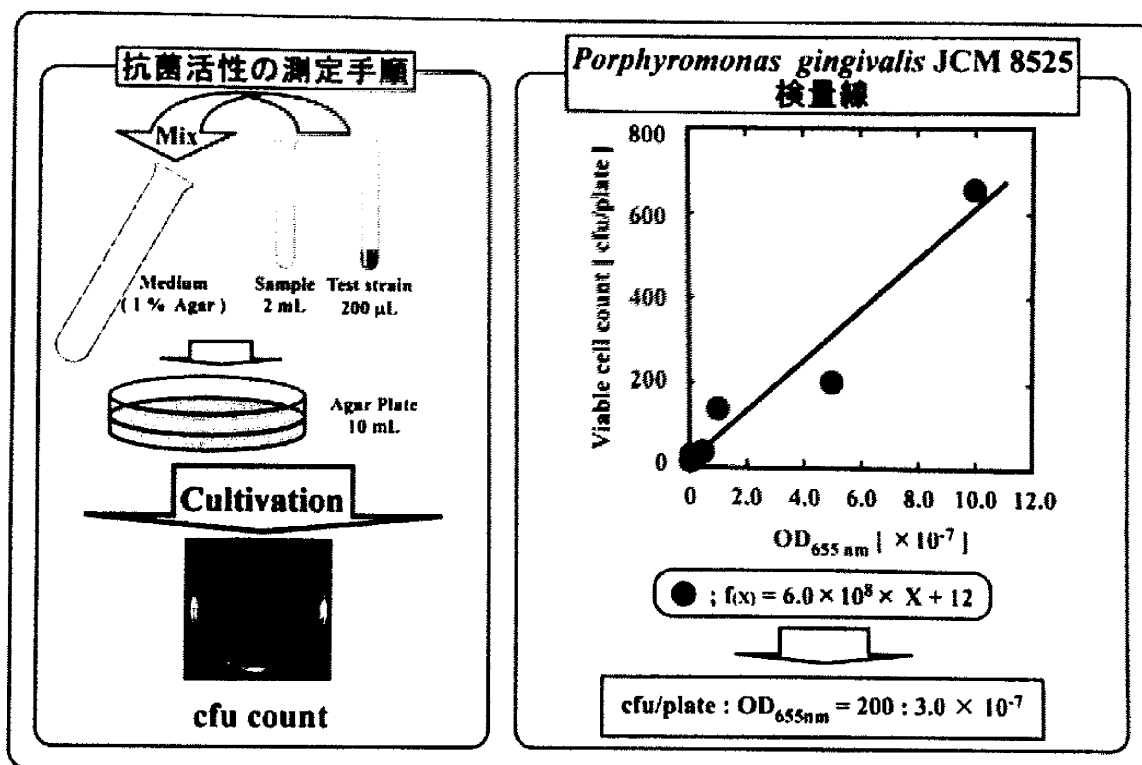 抗菌活性の測定手順
Mix
Medium
( 1 % Agar )
Sample
2 mL
Test strain
200 μL
Agar Plate
10 mL
Cultivation
cfu count
Porphyromonas gingivalis JCM 8525
検量線
Viable cell count [ cfu/plate ]
800
600
400
200
0
0 2.0 4.0 6.0 8.0 10.0 12.0
OD655 nm [ × 10-7 ]
● ; f(X) = 6.0 × 10⁸ × X + 12
cfu/plate : OD655nm = 200 : 3.0 × 10-7